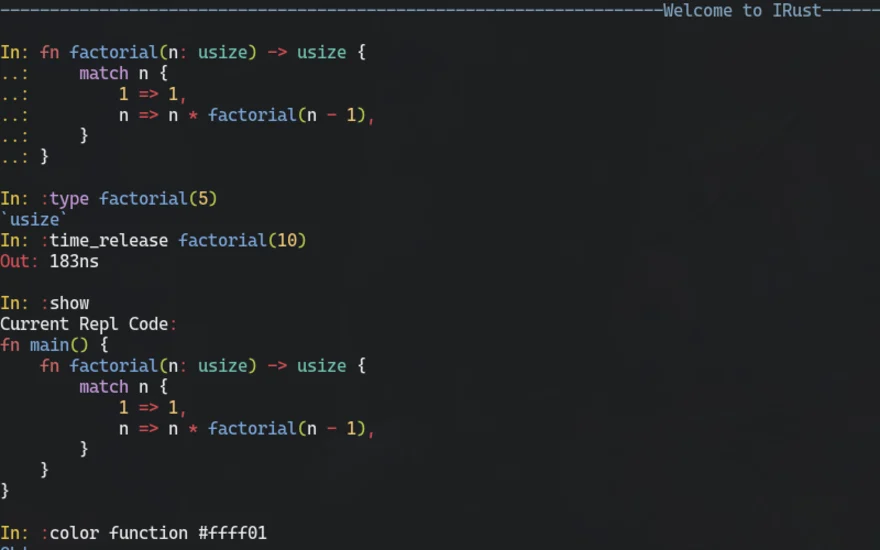 Welcome to IRust
In: fn factorial(n: usize) -> usize {
..:     match n {
..:         1 => 1,
..:         n => n * factorial(n - 1),
..:     }
..: }
In: :type factorial(5)
`usize`
In: :time_release factorial(10)
Out: 183ns
In: :show
Current Repl Code:
fn main() {
    fn factorial(n: usize) -> usize {
        match n {
            1 => 1,
            n => n * factorial(n - 1),
        }
    }
}
In: :color function #ffff01